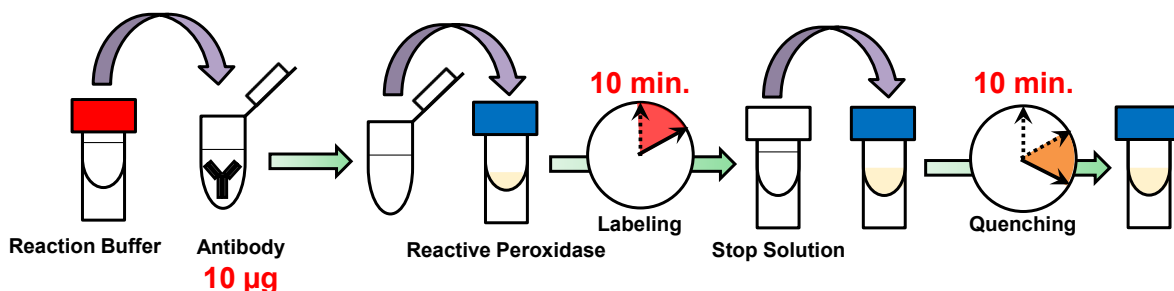 10 min.
10 min.
Reaction Buffer
Antibody
10 µg
Reactive Peroxidase
Labeling
Stop Solution
Quenching